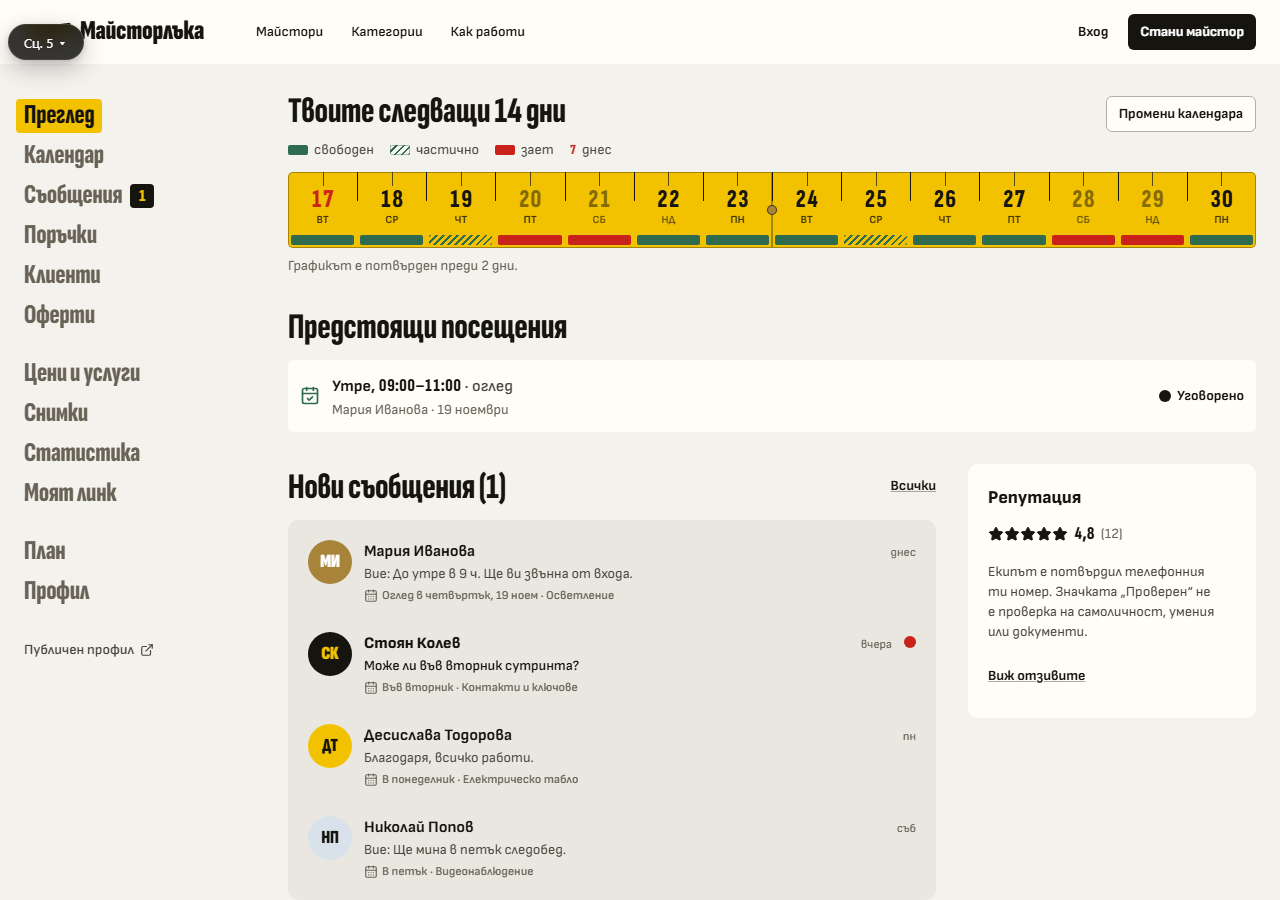 Сц. 5
Майсторлъка
Майстори
Категории
Как работи
Вход
Стани майстор
Преглед
Календар
Съобщения 1
Поръчки
Клиенти
Оферти
Цени и услуги
Снимки
Статистика
Моят линк
План
Профил
Публичен профил
Твоите следващи 14 дни
Промени календара
свободен частично зает 7 днес
17 18 19 20 21 22 23 24 25 26 27 28 29 30
ВТ СР ЧТ ПТ СБ НД ПН ВТ СР ЧТ ПТ СБ НД ПН
Графикът е потвърден преди 2 дни.
Предстоящи посещения
Утре, 09:00–11:00 · оглед
Мария Иванова · 19 ноември
Уговорено
Нови съобщения (1)
Всички
МИ
Мария Иванова
днес
Вие: До утре в 9 ч. Ще ви звънна от входа.
Оглед в четвъртък, 19 ноем · Осветление
СК
Стоян Колев
вчера
Може ли във вторник сутринта?
Във вторник · Контакти и ключове
ДТ
Десислава Тодорова
пн
Благодаря, всичко работи.
В понеделник · Електрическо табло
НП
Николай Попов
съб
Вие: Ще мина в петък следобед.
В петък · Видеонаблюдение
Репутация
4,8 (12)
Екипът е потвърдил телефонния
ти номер. Значката „Проверен“ не
е проверка на самоличност, умения
или документи.
Виж отзивите